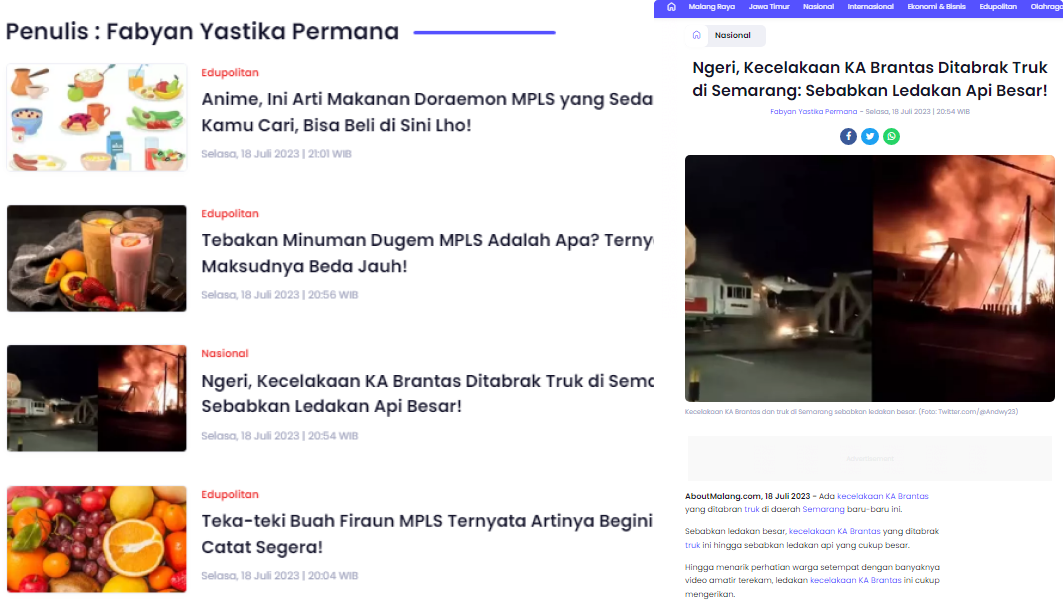 Penulis : Fabyan Yastika Permana
Edupolitan
Anime, Ini Arti Makanan Doraemon MPLS yang Seda
Kamu Cari, Bisa Beli di Sini Lho!
Selasa, 18 Juli 2023 | 21:01 WIB
Edupolitan
Tebakan Minuman Dugem MPLS Adalah Apa? Terny
Maksudnya Beda Jauh!
Selasa, 18 Juli 2023 | 20:56 WIB
Nasional
Ngeri, Kecelakaan KA Brantas Ditabrak Truk di Sema
Sebabkan Ledakan Api Besar!
Selasa, 18 Juli 2023 | 20:54 WIB
Edupolitan
Teka-teki Buah Firaun MPLS Ternyata Artinya Begini
Catat Segera!
Selasa, 18 Juli 2023 | 20:04 WIB
Malang Raya Jawa Timur Nasional Internasional Ekonomi & Bisnis Edupolitan Olahraga
Nasional
Ngeri, Kecelakaan KA Brantas Ditabrak Truk
di Semarang: Sebabkan Ledakan Api Besar!
Fabyan Yastika Permana - Selasa, 18 Juli 2023 | 20:54 WIB
Kecelakaan KA Brantas dan truk di Semarang sebabkan ledakan besar. (Foto: Twitter.com/@Andwy23)
Advertisement
AboutMalang.com, 18 Juli 2023 - Ada kecelakaan KA Brantas
yang ditabran truk di daerah Semarang baru-baru ini.
Sebabkan ledakan besar, kecelakaan KA Brantas yang ditabrak
truk ini hingga sebabkan ledakan api yang cukup besar.
Hingga menarik perhatian warga setempat dengan banyaknya
video amatir terekam, ledakan kecelakaan KA Brantas ini cukup
mengerikan.